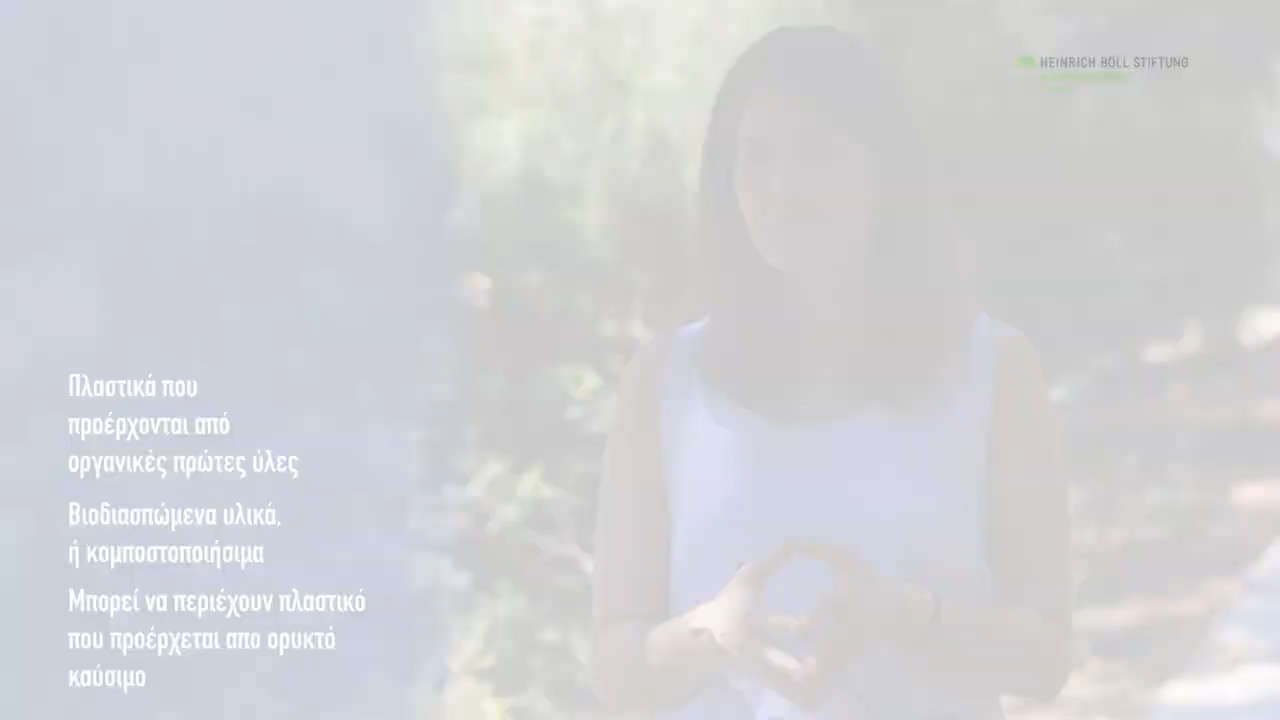 HEINRICH BÖLL STIFTUNG
Πλαστικά που
προέρχονται από
οργανικές πρώτες ύλες
Βιοδιασπώμενα υλικά,
ή κομποστοποιήσιμα
Μπορεί να περιέχουν πλαστικό
που προέρχεται απο ορυκτό
καύσιμο